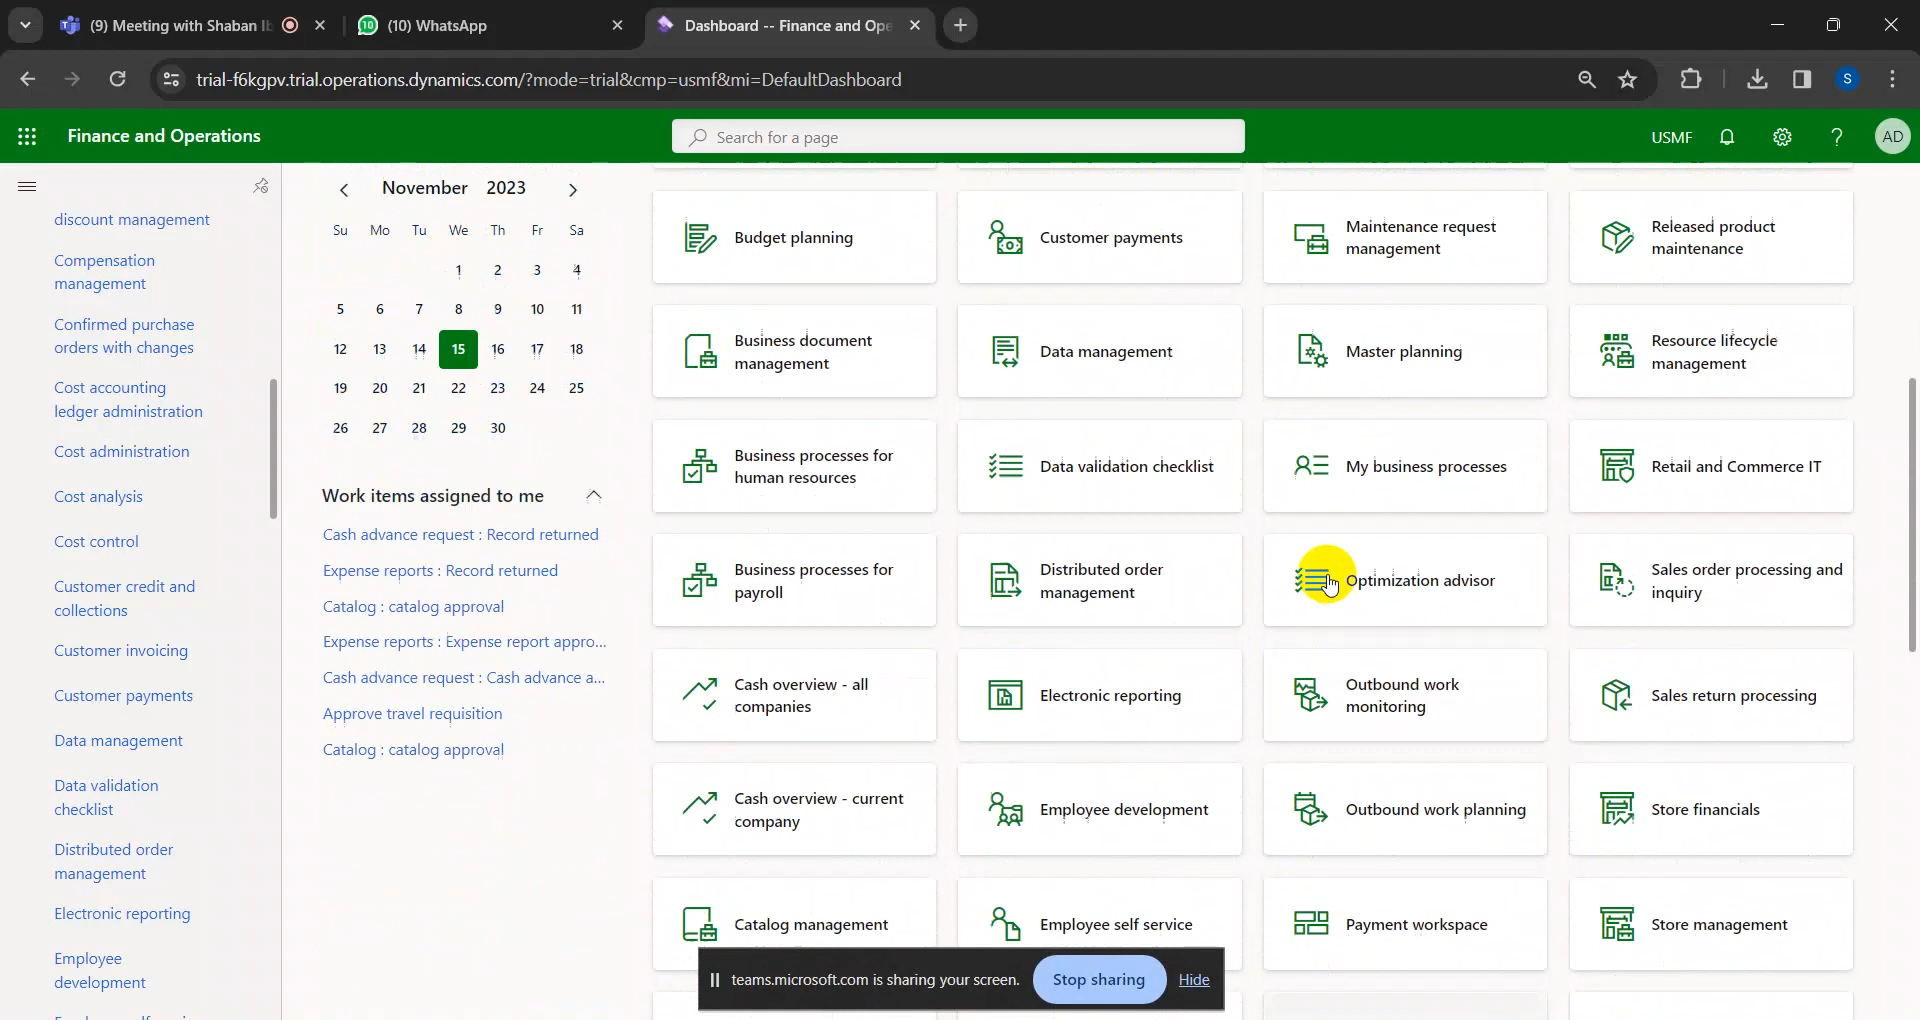 (9) Meeting with Shaban Ib
10
(10) WhatsApp
Dashboard -- Finance and Ope
trial-f6kgpv.trial.operations.dynamics.com/?mode=trial&cmp=usmf&mi=DefaultDashboard
S
Finance and Operations
Search for a page
USMF
?
AD
discount management
Compensation
management
Confirmed purchase
orders with changes
Cost accounting
ledger administration
Cost administration
Cost analysis
Cost control
Customer credit and
collections
Customer invoicing
Customer payments
Data management
Data validation
checklist
Distributed order
management
Electronic reporting
Employee
development
November 2023
Su Mo Tu We Th Fr Sa
1 2 3 4
5 6 7 8 9 10 11
12 13 14 15 16 17 18
19 20 21 22 23 24 25
26 27 28 29 30
Work items assigned to me
Cash advance request : Record returned
Expense reports : Record returned
Catalog : catalog approval
Expense reports : Expense report appro...
Cash advance request : Cash advance a...
Approve travel requisition
Catalog : catalog approval
Budget planning
Customer payments
Maintenance request
management
Released product
maintenance
Business document
management
Data management
Master planning
Resource lifecycle
management
Business processes for
human resources
Data validation checklist
My business processes
Retail and Commerce IT
Business processes for
payroll
Distributed order
management
Optimization advisor
Sales order processing and
inquiry
Cash overview - all
companies
Electronic reporting
Outbound work
monitoring
Sales return processing
Cash overview - current
company
Employee development
Outbound work planning
Store financials
Catalog management
Employee self service
Payment workspace
Store management
teams.microsoft.com is sharing your screen.
Stop sharing
Hide